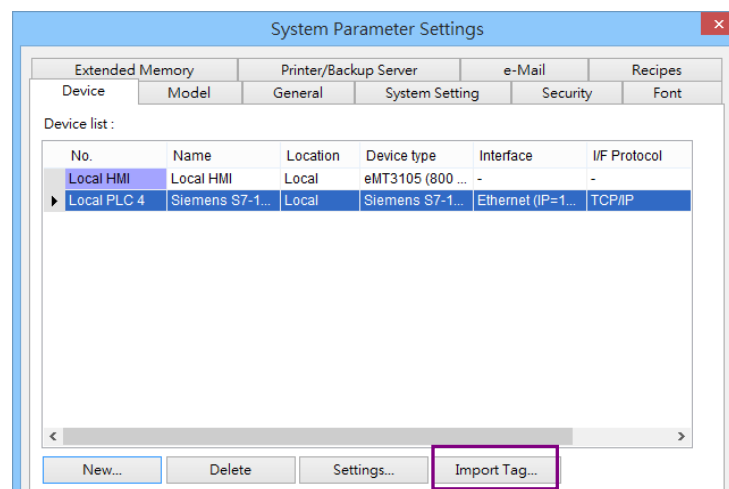 System Parameter Settings
Extended Memory Printer/Backup Server e-Mail Recipes
Device Model General System Setting Security Font
Device list :
No. Name Location Device type Interface I/F Protocol
Local HMI Local HMI Local eMT3105 (800 ... - -
Local PLC 4 Siemens S7-1... Local Siemens S7-1... Ethernet (IP=1... TCP/IP
New... Delete Settings... Import Tag...